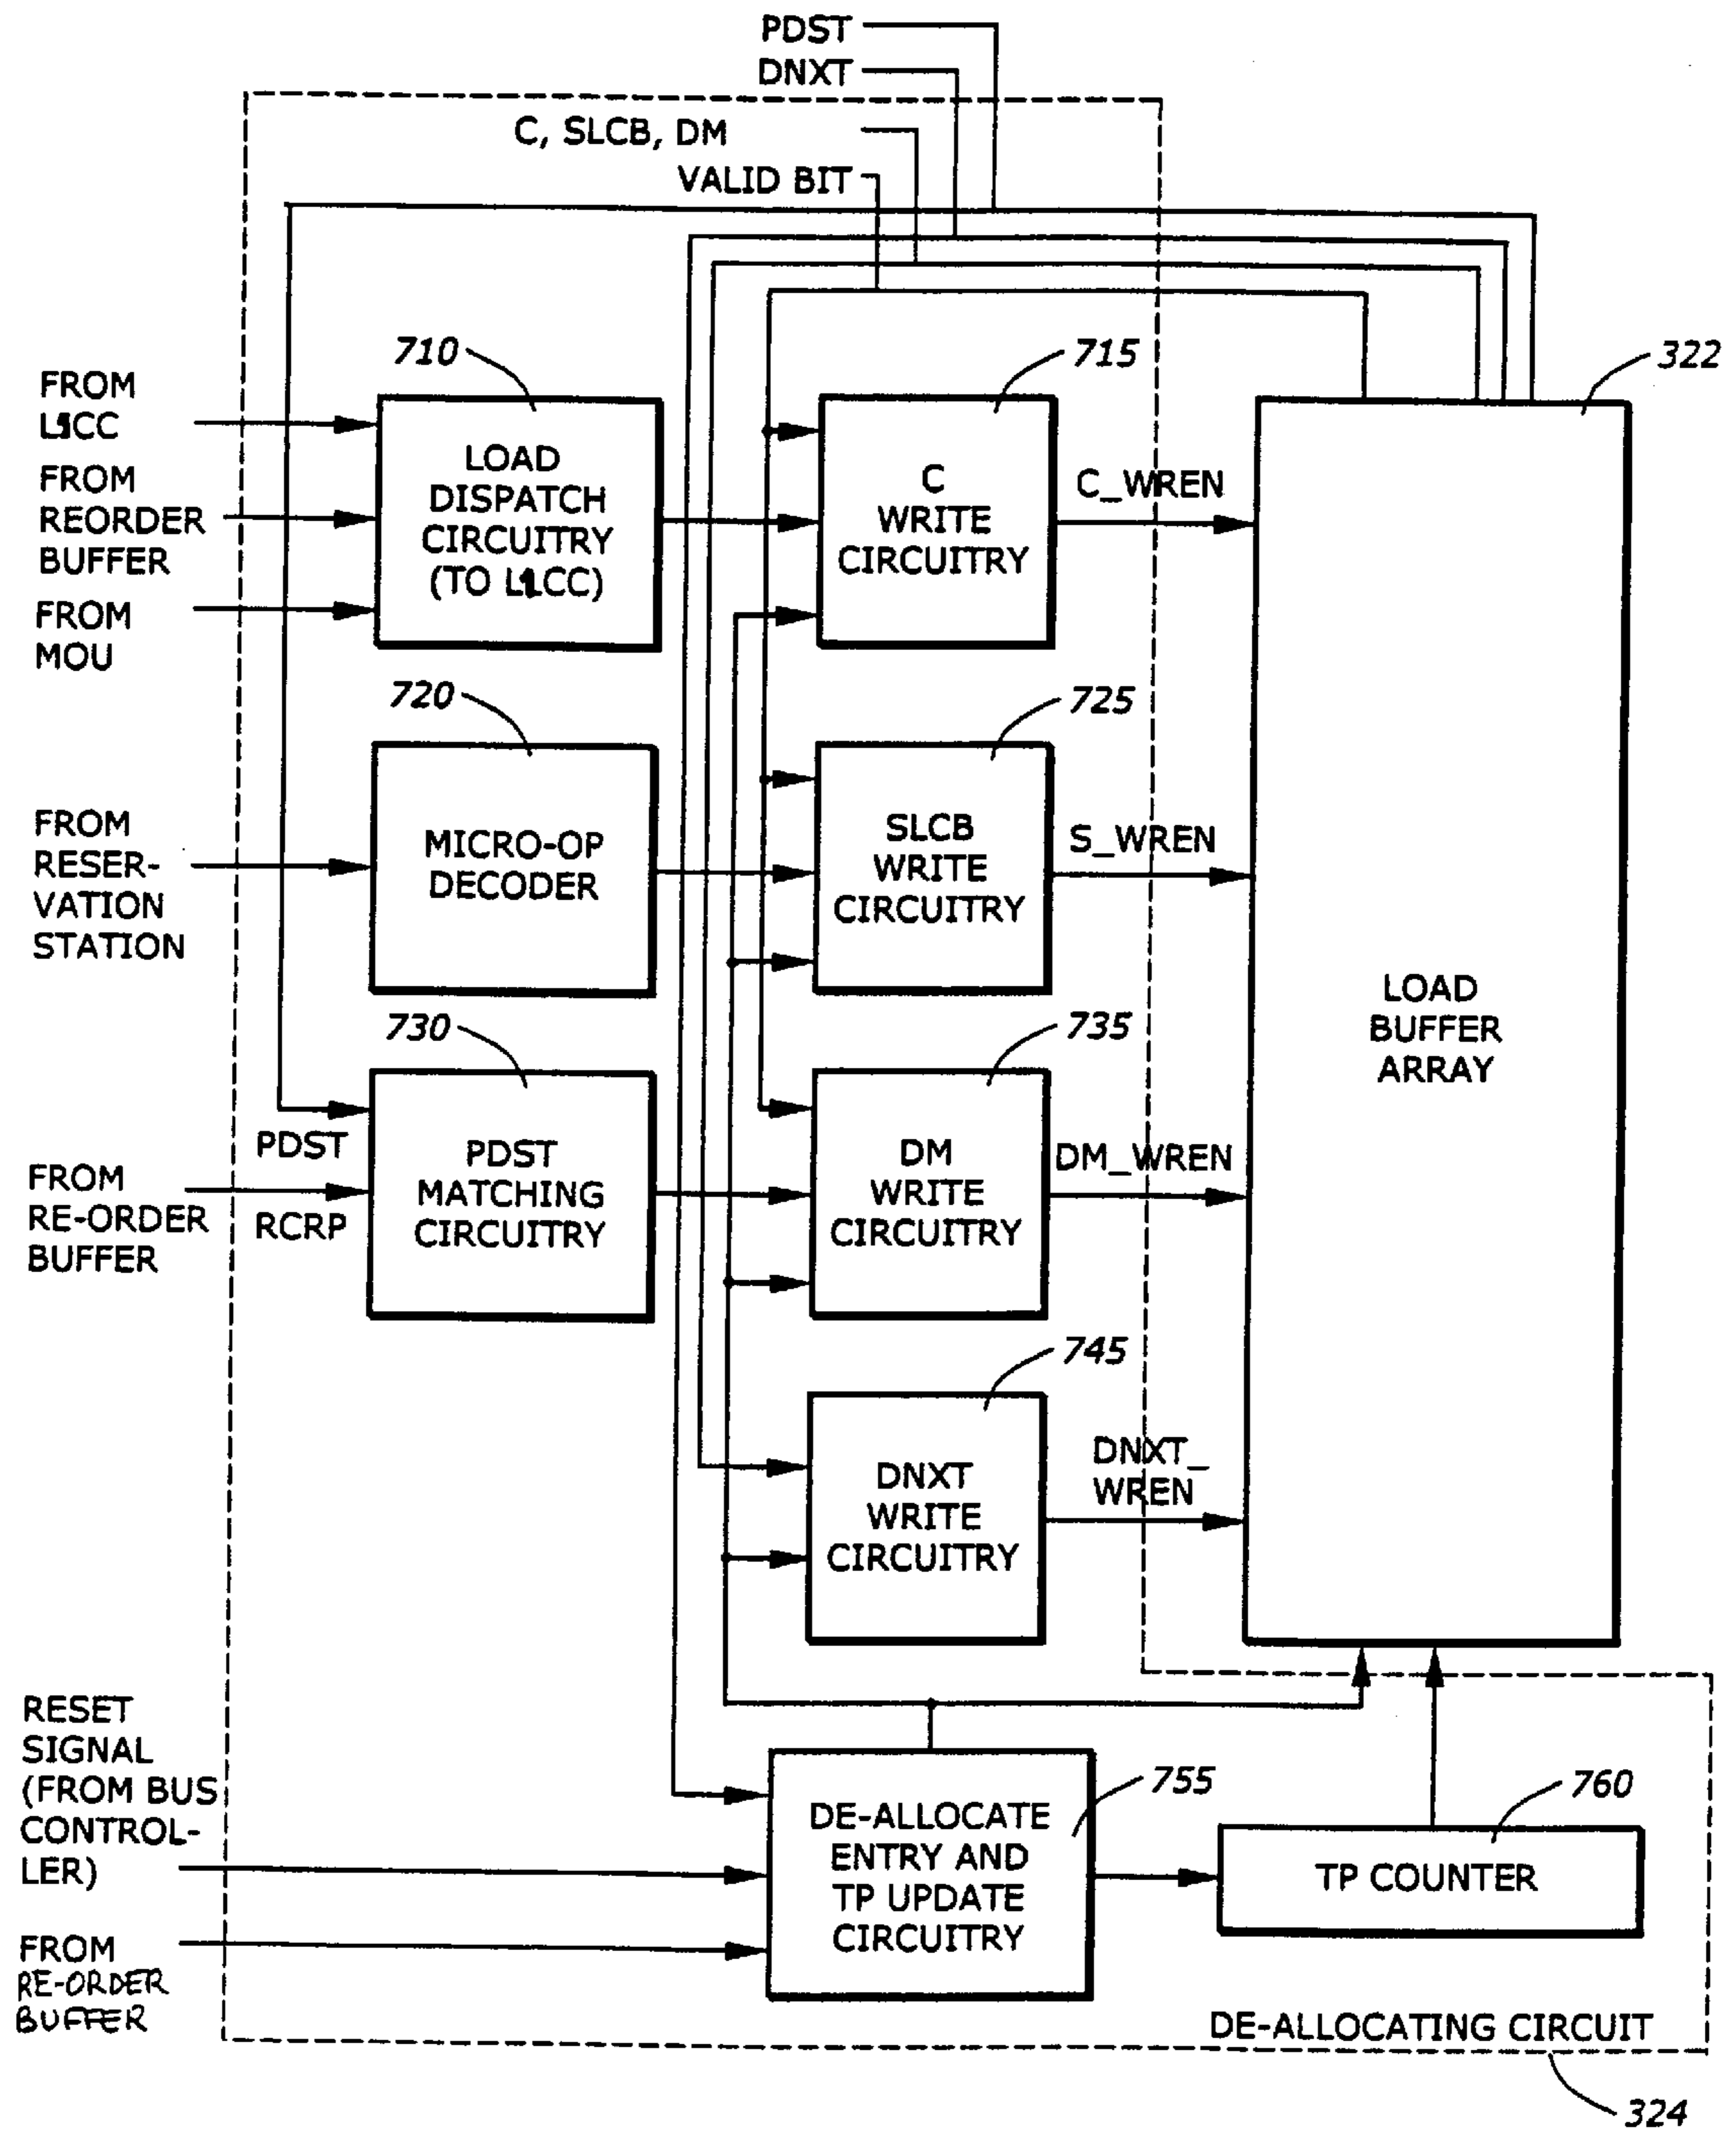 PDST
DNXT
C, SLCB, DM
VALID BIT
710
715
322
FROM
L1CC
FROM
REORDER
BUFFER
FROM
MOU
LOAD
DISPATCH
CIRCUITRY
(TO L1CC)
C
WRITE
CIRCUITRY
C_WREN
720
725
FROM
RESER-
VATION
STATION
MICRO-OP
DECODER
SLCB
WRITE
CIRCUITRY
S_WREN
LOAD
BUFFER
ARRAY
730
735
PDST
FROM
RE-ORDER
BUFFER
RCRP
PDST
MATCHING
CIRCUITRY
DM
WRITE
CIRCUITRY
DM_WREN
745
DNXT
WRITE
CIRCUITRY
DNXT_
WREN
RESET
SIGNAL
(FROM BUS
CONTROL-
LER)
FROM
RE-ORDER
BUFFER
755
DE-ALLOCATE
ENTRY AND
TP UPDATE
CIRCUITRY
760
TP COUNTER
DE-ALLOCATING CIRCUIT
324